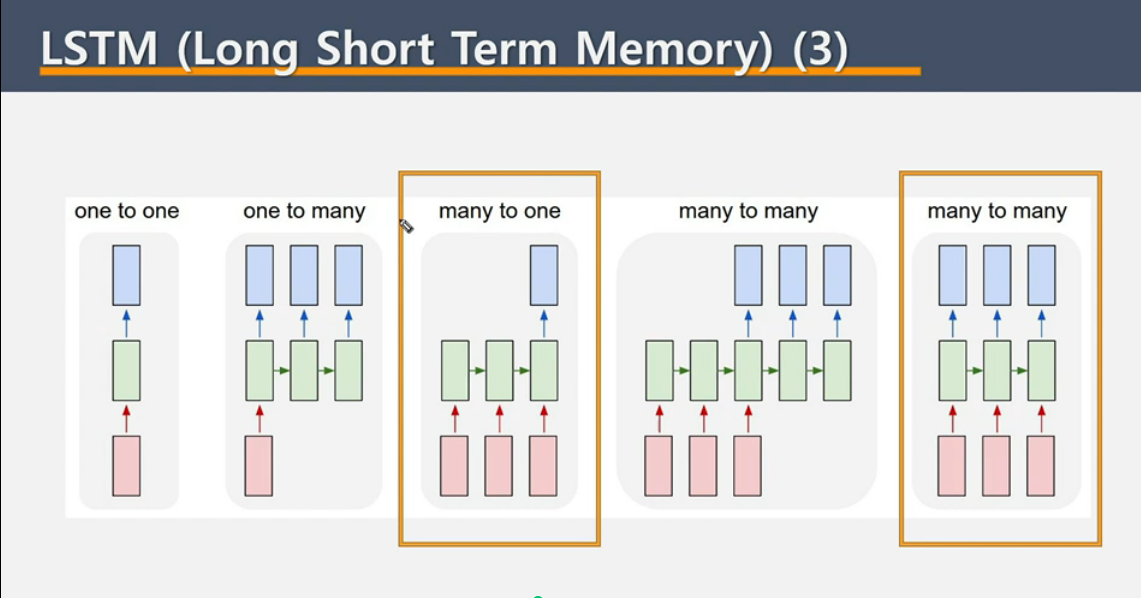 LSTM (Long Short Term Memory) (3)
one to one
one to many
many to one
many to many
many to many